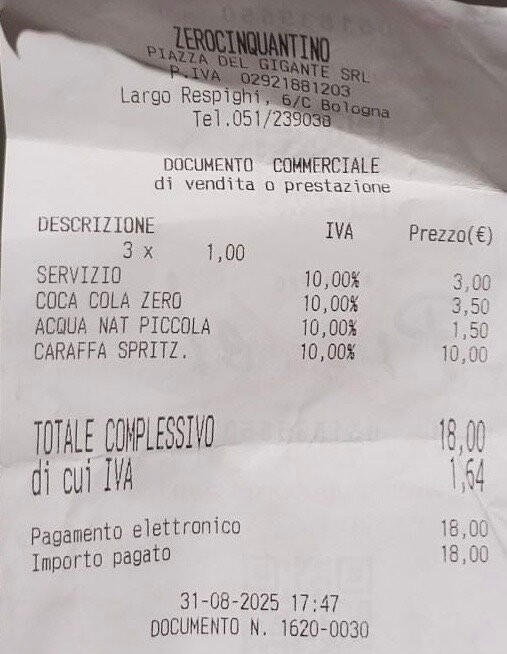 ZEROCINQUANTINO
PIAZZA DEL GIGANTE SRL
P.IVA 02921881203
Largo Respighi, 6/C Bologna
Tel.051/239038
DOCUMENTO COMMERCIALE
di vendita o prestazione
DESCRIZIONE IVA Prezzo(€)
3 x 1,00
SERVIZIO 10,00% 3,00
COCA COLA ZERO 10,00% 3,50
ACQUA NAT PICCOLA 10,00% 1,50
CARAFFA SPRITZ. 10,00% 10,00
TOTALE COMPLESSIVO 18,00
di cui IVA 1,64
Pagamento elettronico 18,00
Importo pagato 18,00
31-08-2025 17:47
DOCUMENTO N. 1620-0030